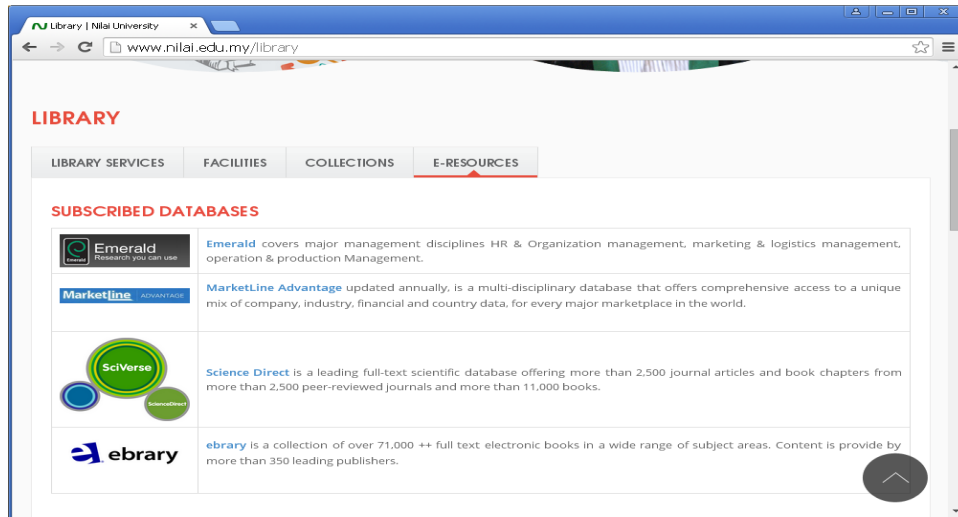 Library | Nilai University
www.nilai.edu.my/library
LIBRARY
LIBRARY SERVICES FACILITIES COLLECTIONS E-RESOURCES
SUBSCRIBED DATABASES
Emerald
Research you can use
Emerald
Emerald covers major management disciplines HR & Organization management, marketing & logistics management,
operation & production Management.
MarketLine ADVANTAGE
MarketLine Advantage updated annually, is a multi-disciplinary database that offers comprehensive access to a unique
mix of company, industry, financial and country data, for every major marketplace in the world.
SciVerse
ScienceDirect
Science Direct is a leading full-text scientific database offering more than 2,500 journal articles and book chapters from
more than 2,500 peer-reviewed journals and more than 11,000 books.
ebrary
ebrary is a collection of over 71,000 ++ full text electronic books in a wide range of subject areas. Content is provide by
more than 350 leading publishers.